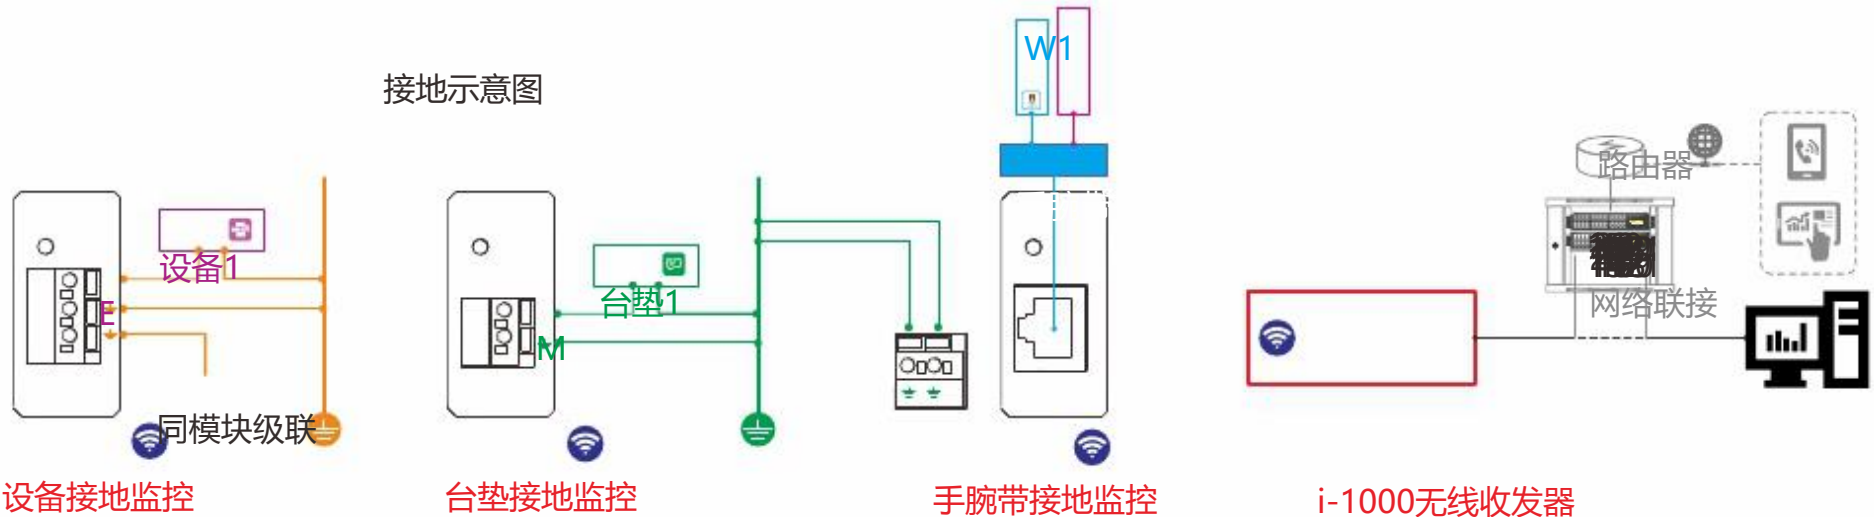 接地示意图
W1
路由器
设备1
E
台垫1
M
网络联接
同模块级联
设备接地监控
台垫接地监控
手腕带接地监控
i-1000无线收发器